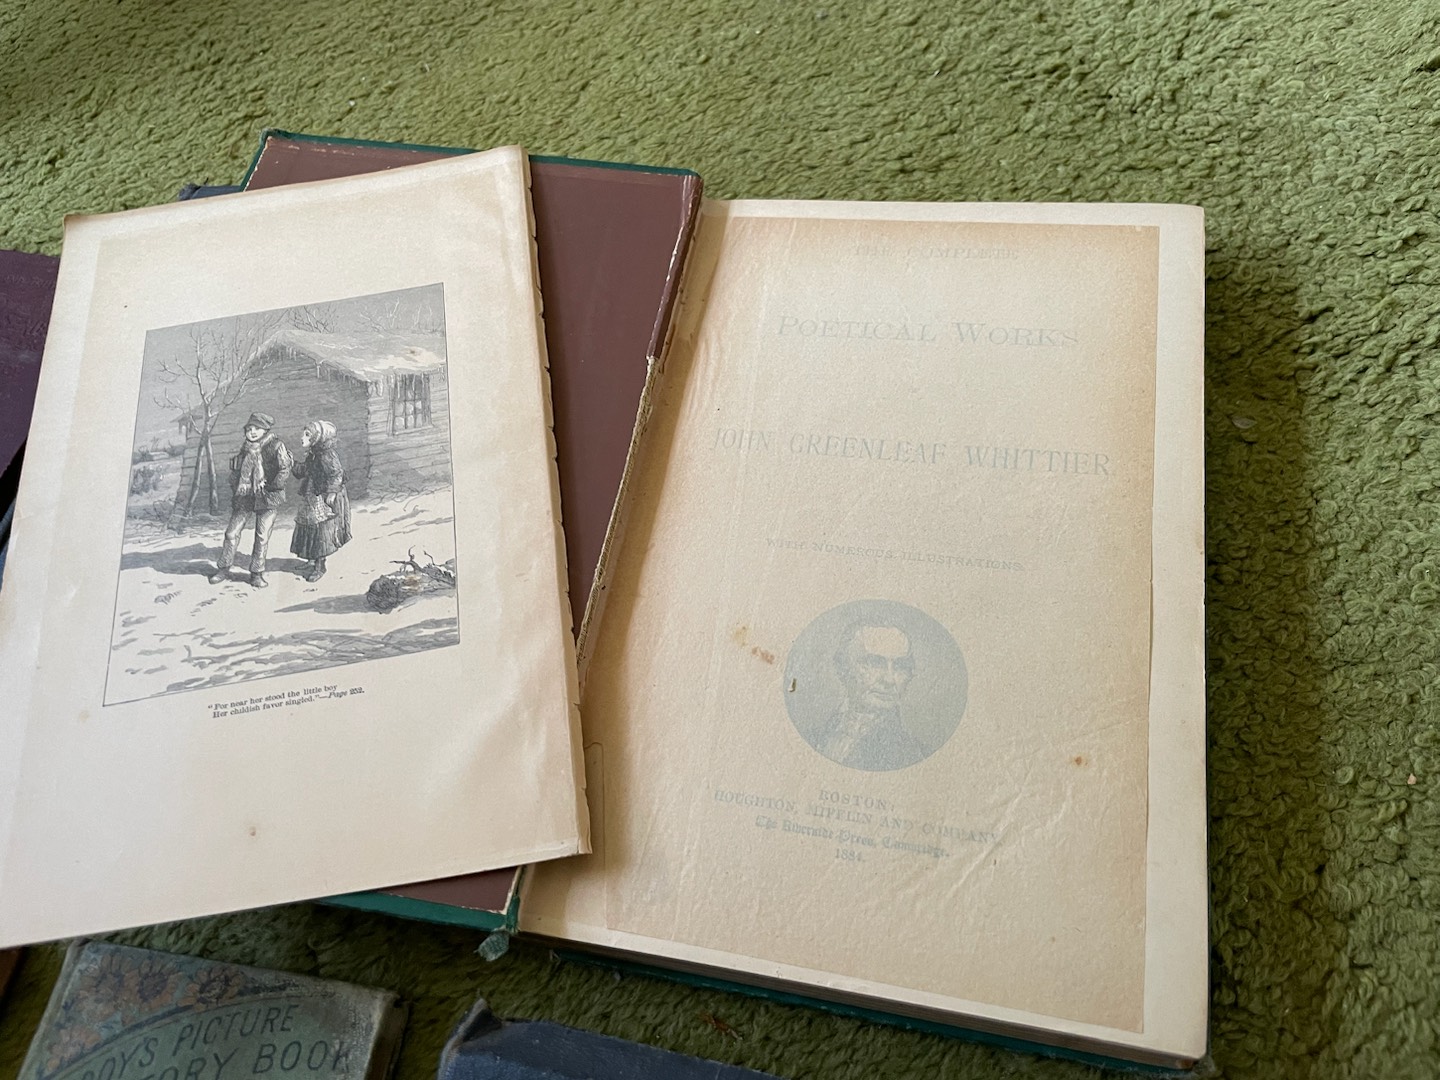 "For near her stood the little boy
Her childish favor singled."—Page 252.
THE COMPLETE
POETICAL WORKS
JOHN GREENLEAF WHITTIER
WITH NUMEROUS ILLUSTRATIONS.
BOSTON:
HOUGHTON, MIFFLIN AND COMPANY.
The Riverside Press, Cambridge.
1884.
BOY'S PICTURE
STORY BOOK